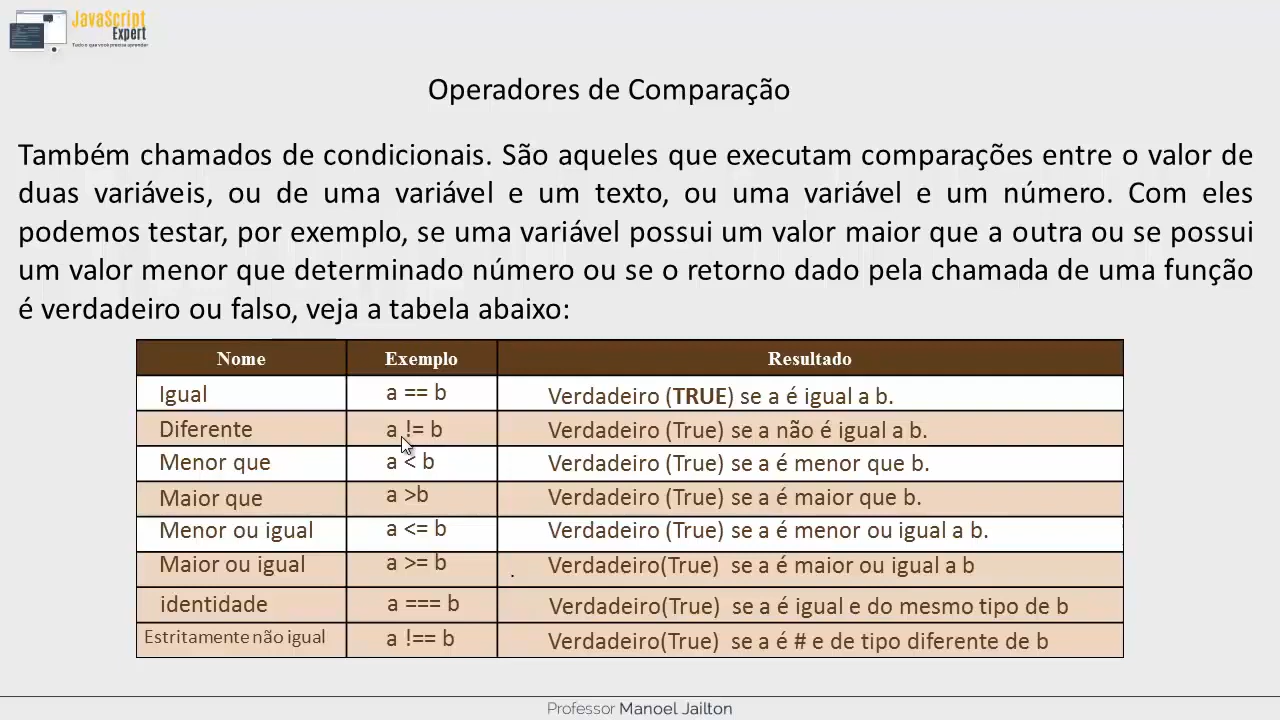 JavaScript
Expert
Tudo o que você precisa aprender
Operadores de Comparação
Também chamados de condicionais. São aqueles que executam comparações entre o valor de
duas variáveis, ou de uma variável e um texto, ou uma variável e um número. Com eles
podemos testar, por exemplo, se uma variável possui um valor maior que a outra ou se possui
um valor menor que determinado número ou se o retorno dado pela chamada de uma função
é verdadeiro ou falso, veja a tabela abaixo:
Nome Exemplo Resultado
Igual a == b Verdadeiro (TRUE) se a é igual a b.
Diferente a != b Verdadeiro (True) se a não é igual a b.
Menor que a < b Verdadeiro (True) se a é menor que b.
Maior que a >b Verdadeiro (True) se a é maior que b.
Menor ou igual a <= b Verdadeiro (True) se a é menor ou igual a b.
Maior ou igual a >= b . Verdadeiro(True) se a é maior ou igual a b
identidade a === b Verdadeiro(True) se a é igual e do mesmo tipo de b
Estritamente não igual a !== b Verdadeiro(True) se a é # e de tipo diferente de b
Professor Manoel Jailton